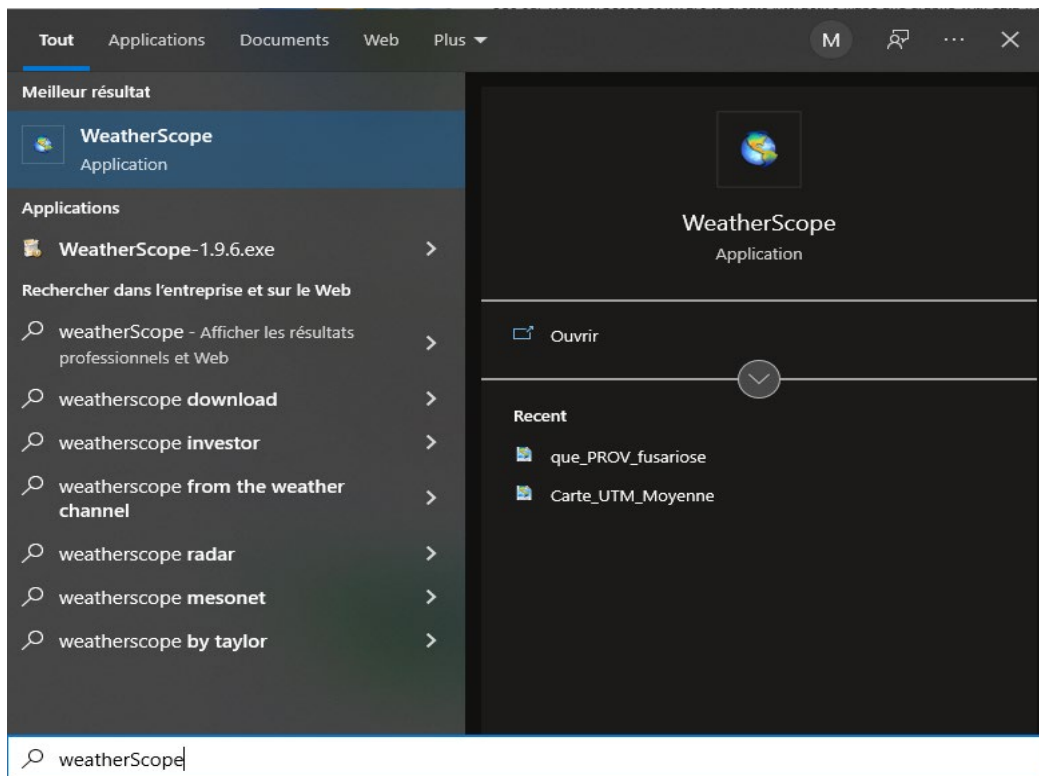 Tout Applications Documents Web Plus M ...
Meilleur résultat
WeatherScope
Application
Applications
WeatherScope-1.9.6.exe
Rechercher dans l'entreprise et sur le Web
weatherScope - Afficher les résultats
professionnels et Web
weatherscope download
weatherscope investor
weatherscope from the weather
channel
weatherscope radar
weatherscope mesonet
weatherscope by taylor
WeatherScope
Application
Ouvrir
Recent
que_PROV_fusariose
Carte_UTM_Moyenne
weatherScope